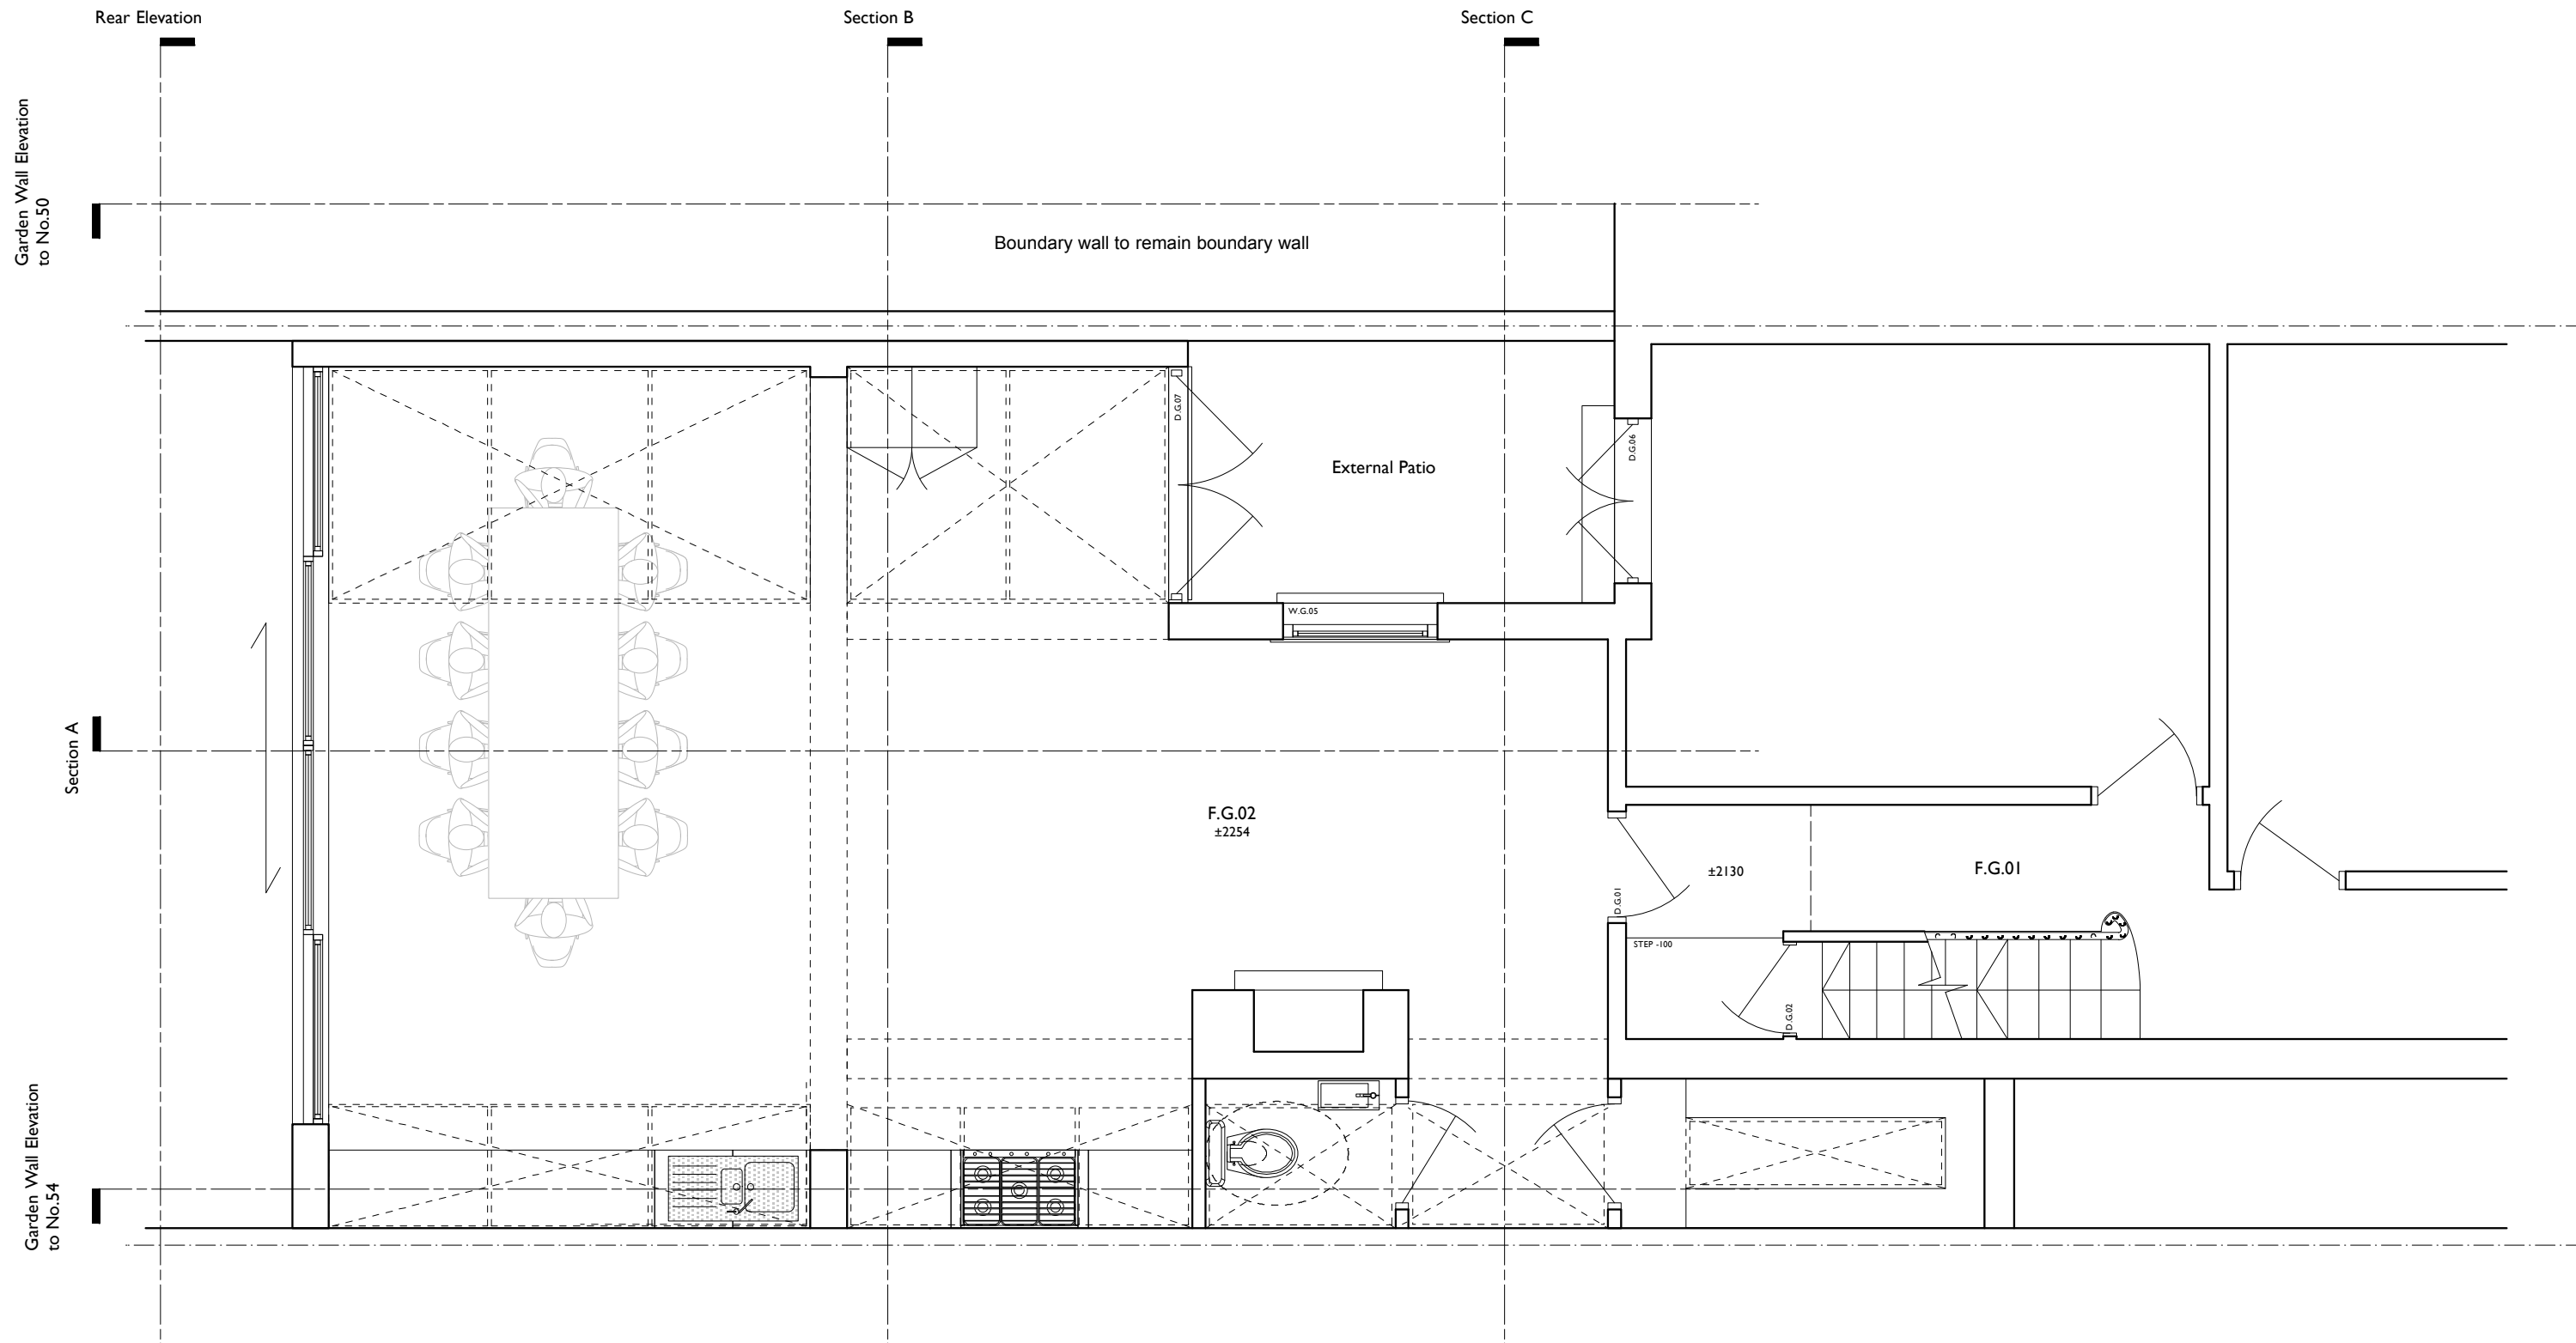 Rear Elevation
Section B
Section C
Garden Wall Elevation
to No.50
Boundary wall to remain boundary wall
D.G.07
D.G.06
External Patio
W.G.05
Section A
F.G.02
±2254
D.G.01
±2130
F.G.01
STEP -100
D.G.02
Garden Wall Elevation
to No.54